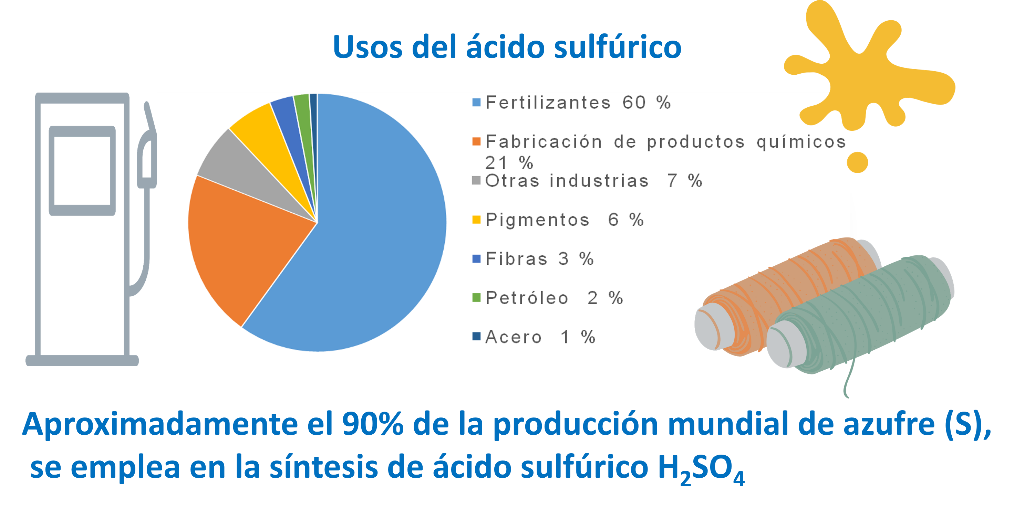 Usos del ácido sulfúrico
Fertilizantes 60 %
Fabricación de productos químicos
21 %
Otras industrias 7 %
Pigmentos 6 %
Fibras 3 %
Petróleo 2 %
Acero 1 %
Aproximadamente el 90% de la producción mundial de azufre (S),
se emplea en la síntesis de ácido sulfúrico H₂SO₄